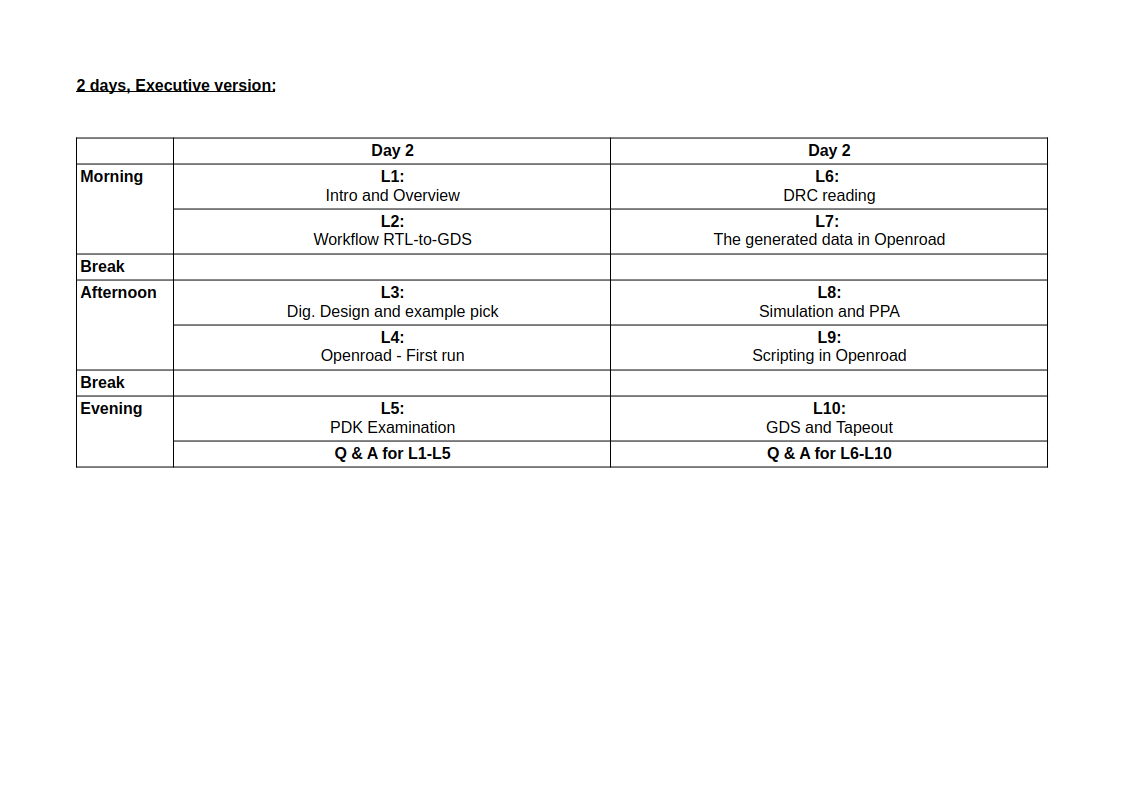 2 days, Executive version:
Day 2 Day 2
Morning L1: L6:
Intro and Overview DRC reading
L2: L7:
Workflow RTL-to-GDS The generated data in Openroad
Break
Afternoon L3: L8:
Dig. Design and example pick Simulation and PPA
L4: L9:
Openroad - First run Scripting in Openroad
Break
Evening L5: L10:
PDK Examination GDS and Tapeout
Q & A for L1-L5 Q & A for L6-L10